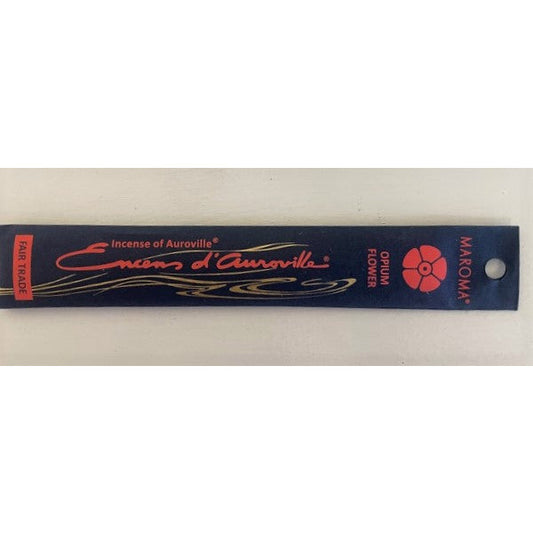 FAIR TRADE
Incense of Auroville®
Encens d'Auroville®
OPIUM
FLOWER
MAROMA®